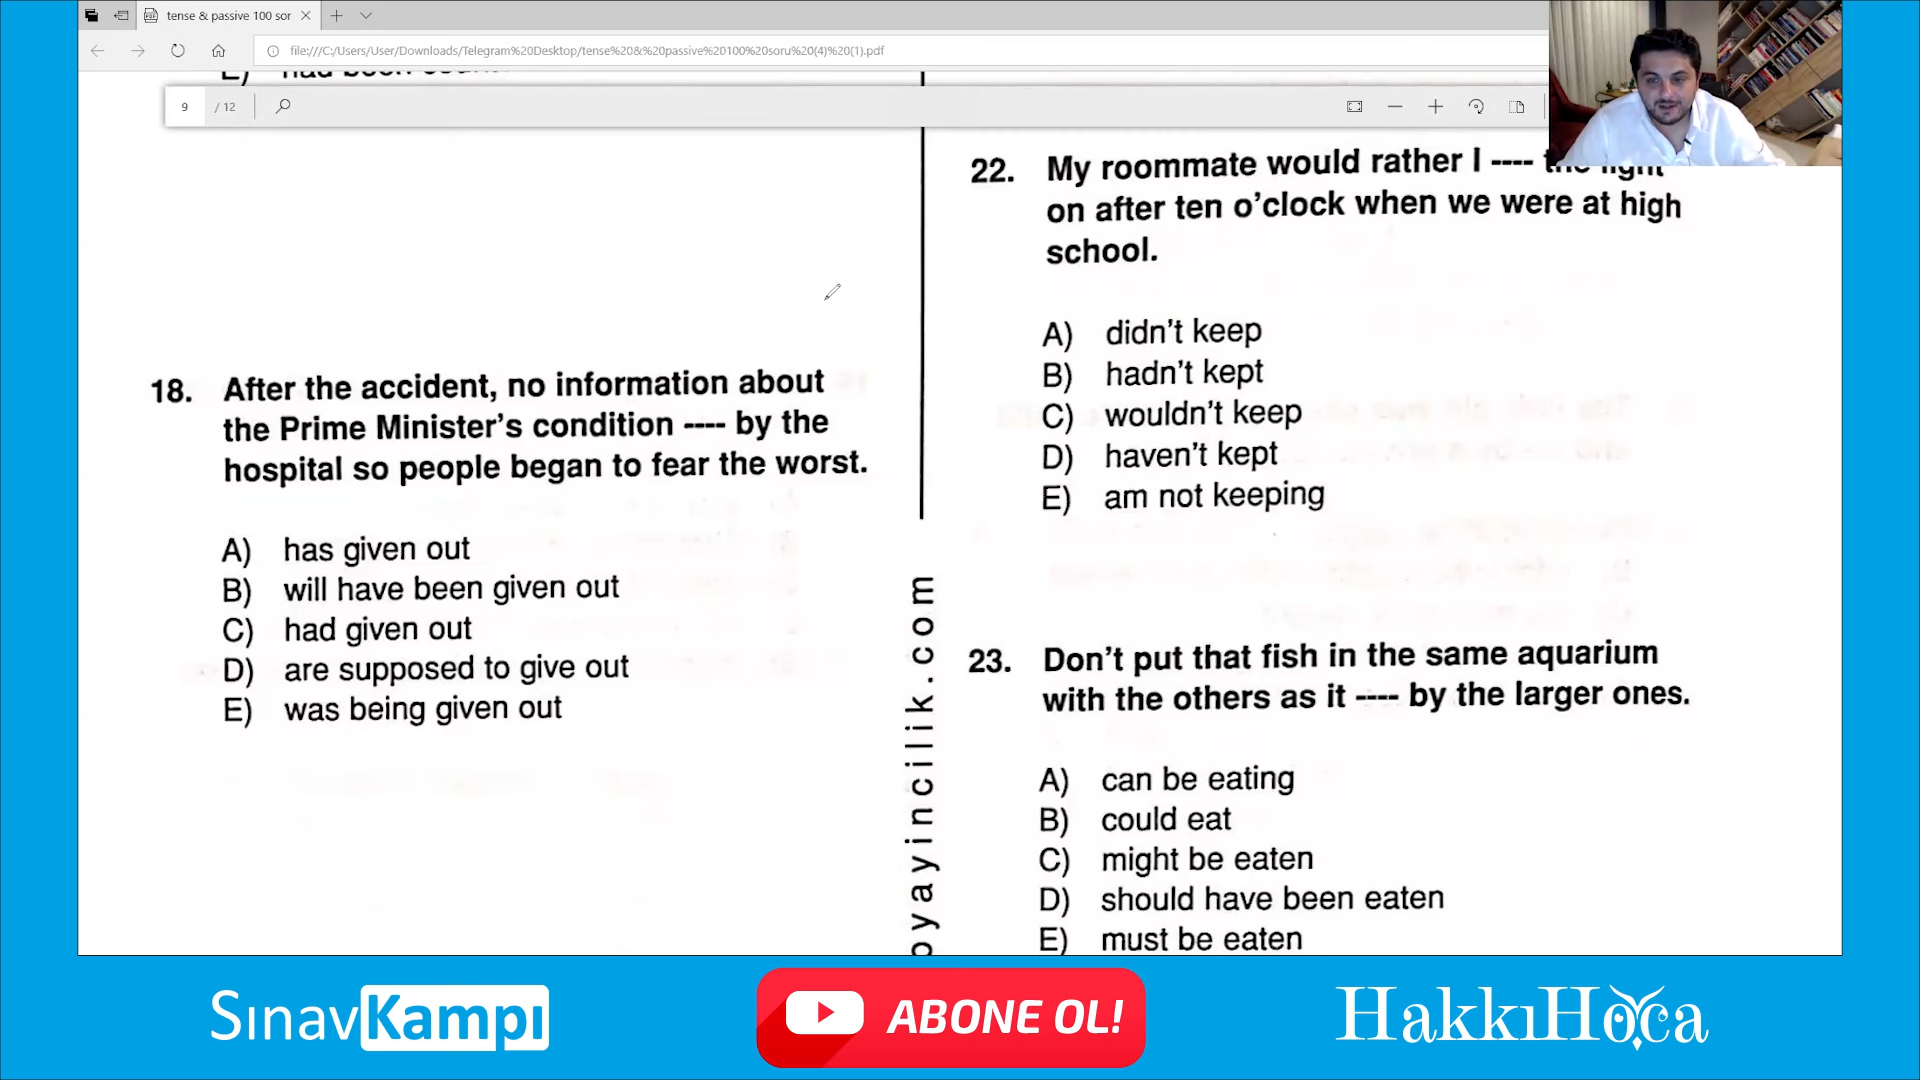 tense & passive 100 sor
file:///C:/Users/User/Downloads/Telegram%20Desktop/tense%20&%20passive%20100%20soru%20(4)%20(1).pdf
E) had been
9 / 12
18. After the accident, no information about
the Prime Minister's condition ---- by the
hospital so people began to fear the worst.
A) has given out
B) will have been given out
C) had given out
D) are supposed to give out
E) was being given out
oyayincilik.com
22. My roommate would rather I ---- the light
on after ten o'clock when we were at high
school.
A) didn't keep
B) hadn't kept
C) wouldn't keep
D) haven't kept
E) am not keeping
23. Don't put that fish in the same aquarium
with the others as it ---- by the larger ones.
A) can be eating
B) could eat
C) might be eaten
D) should have been eaten
E) must be eaten
SınavKampı
ABONE OL!
HakkıHoca